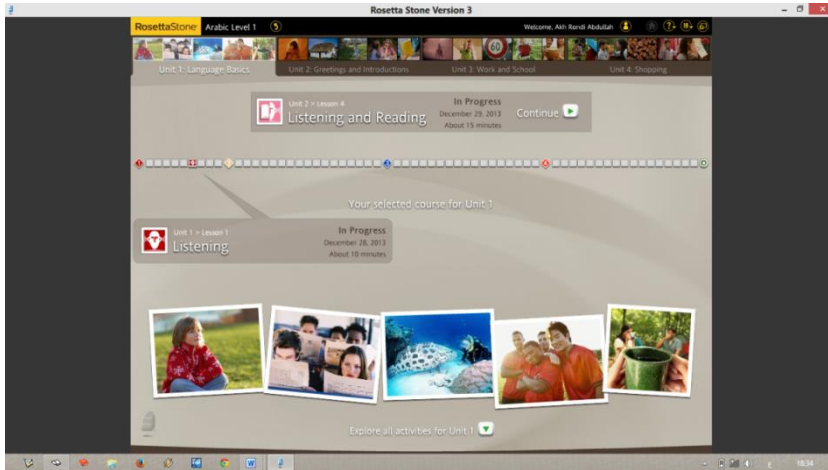 Rosetta Stone Version 3
RosettaStone Arabic Level 1 Welcome, Akh Rendi Abdullah
Unit 1: Language Basics Unit 2: Greetings and Introductions Unit 3: Work and School Unit 4: Shopping
60
Unit 2 > Lesson 4
Listening and Reading
In Progress
December 29, 2013
About 15 minutes
Continue
Your selected course for Unit 1
Unit 1 > Lesson 1
Listening
In Progress
December 28, 2013
About 10 minutes
Explore all activities for Unit 1
18:34